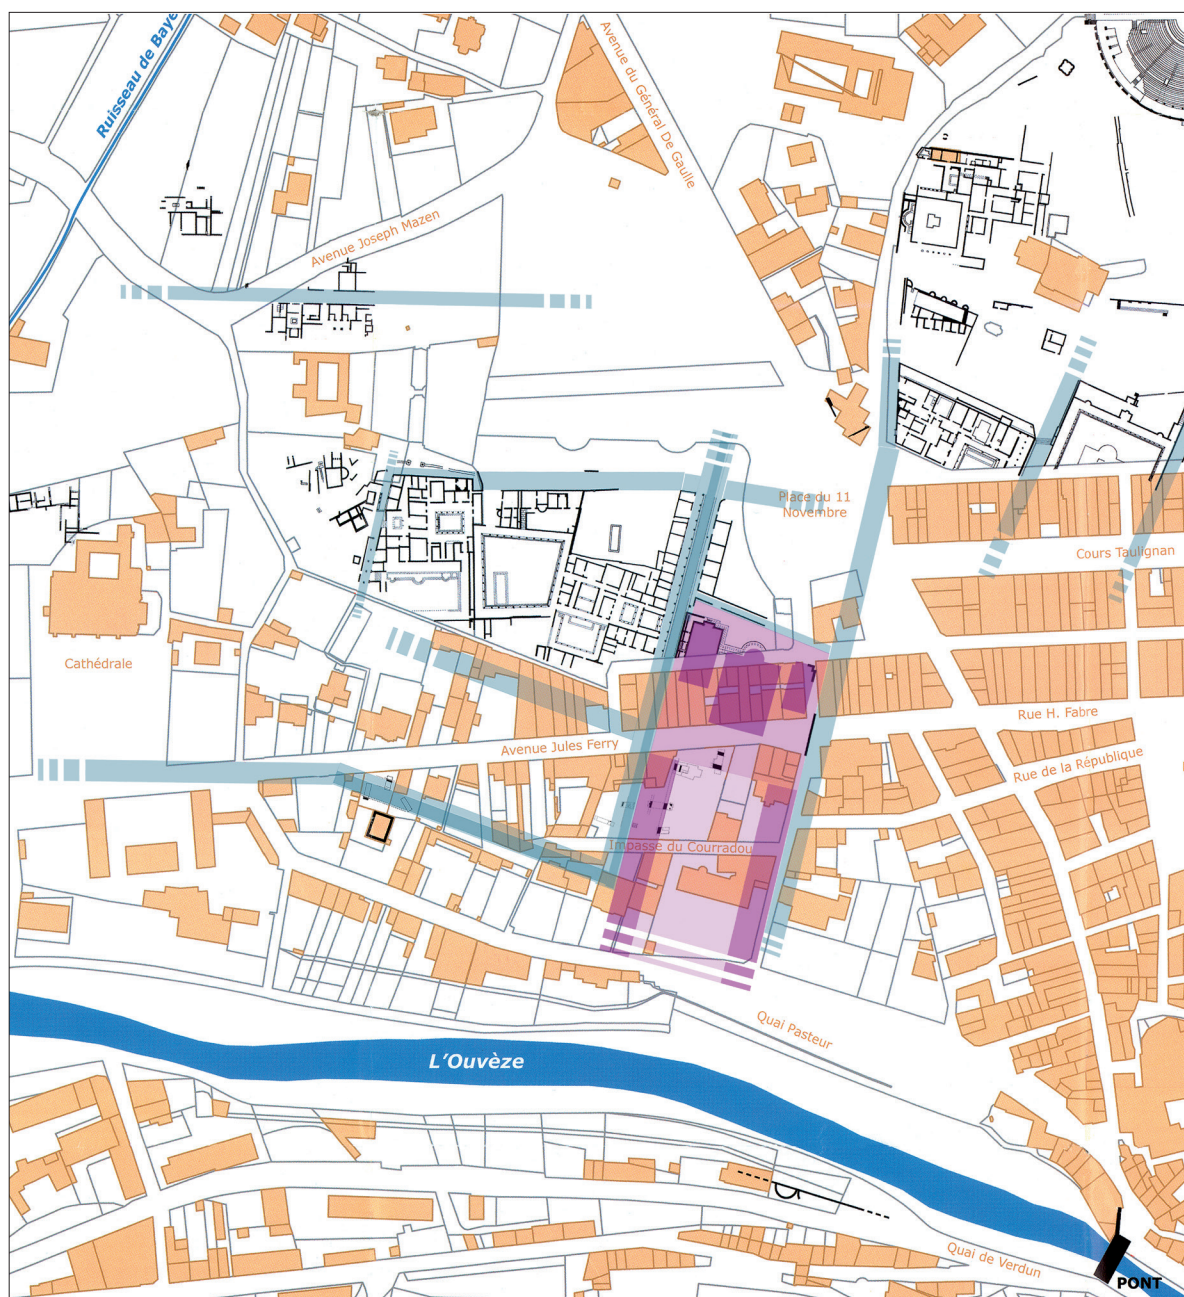 Ruisseau de Baye
Avenue du Général De Gaulle
Avenue Joseph Mazen
Place du 11
Novembre
Cours Taulignan
Cathédrale
Rue H. Fabre
Avenue Jules Ferry
Rue de la République
Impasse du Courradou
Quai Pasteur
L'Ouvèze
Quai de Verdun
PONT